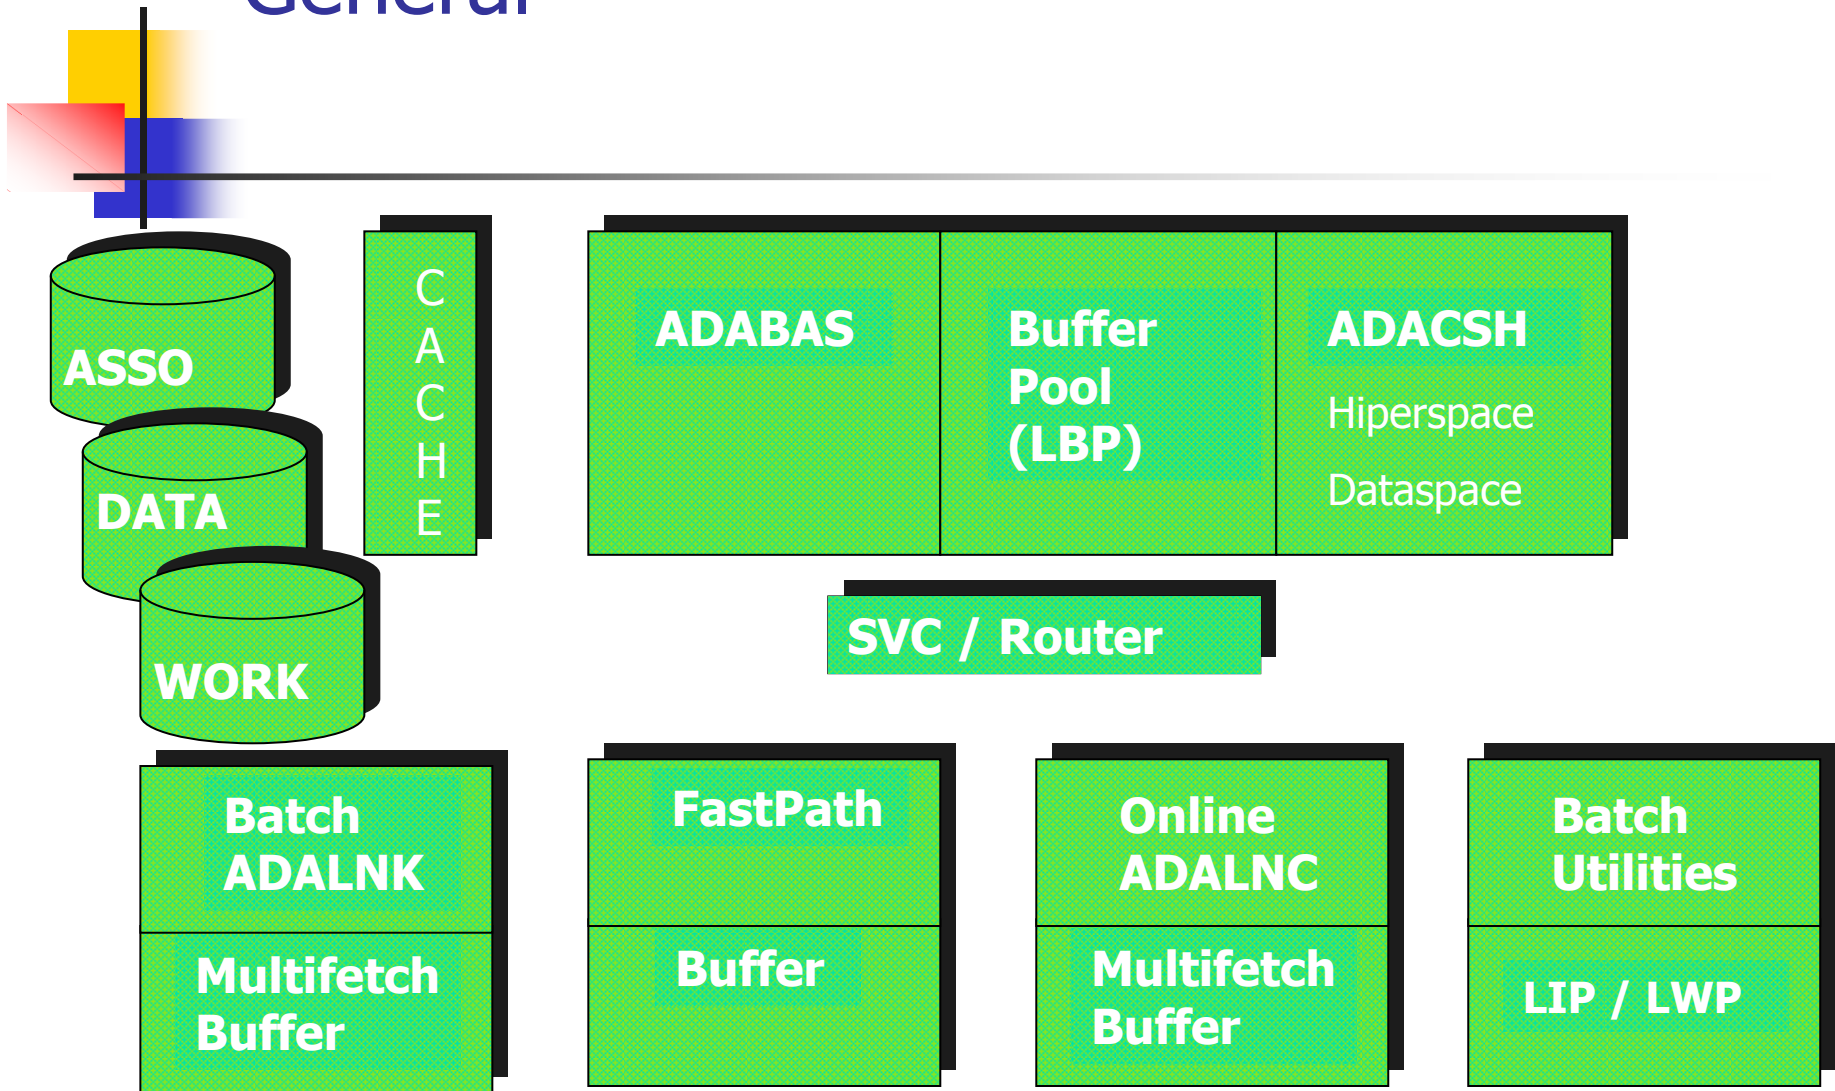 General
ASSO
DATA
WORK
C
A
C
H
E
ADABAS
Buffer
Pool
(LBP)
ADACSH
Hiperspace
Dataspace
SVC / Router
Batch
ADALNK
Multifetch
Buffer
FastPath
Buffer
Online
ADALNC
Multifetch
Buffer
Batch
Utilities
LIP / LWP